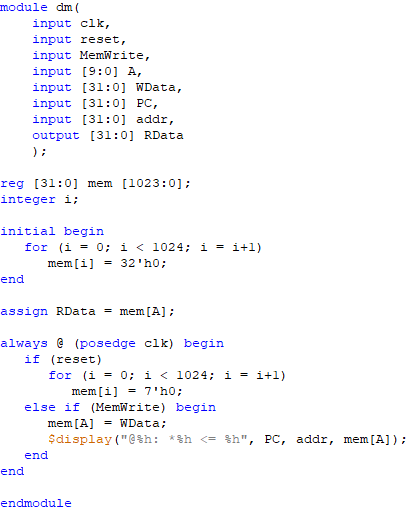 module dm(
    input clk,
    input reset,
    input MemWrite,
    input [9:0] A,
    input [31:0] WData,
    input [31:0] PC,
    input [31:0] addr,
    output [31:0] RData
    );
reg [31:0] mem [1023:0];
integer i;
initial begin
   for (i = 0; i < 1024; i = i+1)
      mem[i] = 32'h0;
end
assign RData = mem[A];
always @ (posedge clk) begin
   if (reset)
      for (i = 0; i < 1024; i = i+1)
         mem[i] = 7'h0;
   else if (MemWrite) begin
      mem[A] = WData;
      $display("@%h: *%h <= %h", PC, addr, mem[A]);
   end
end
endmodule